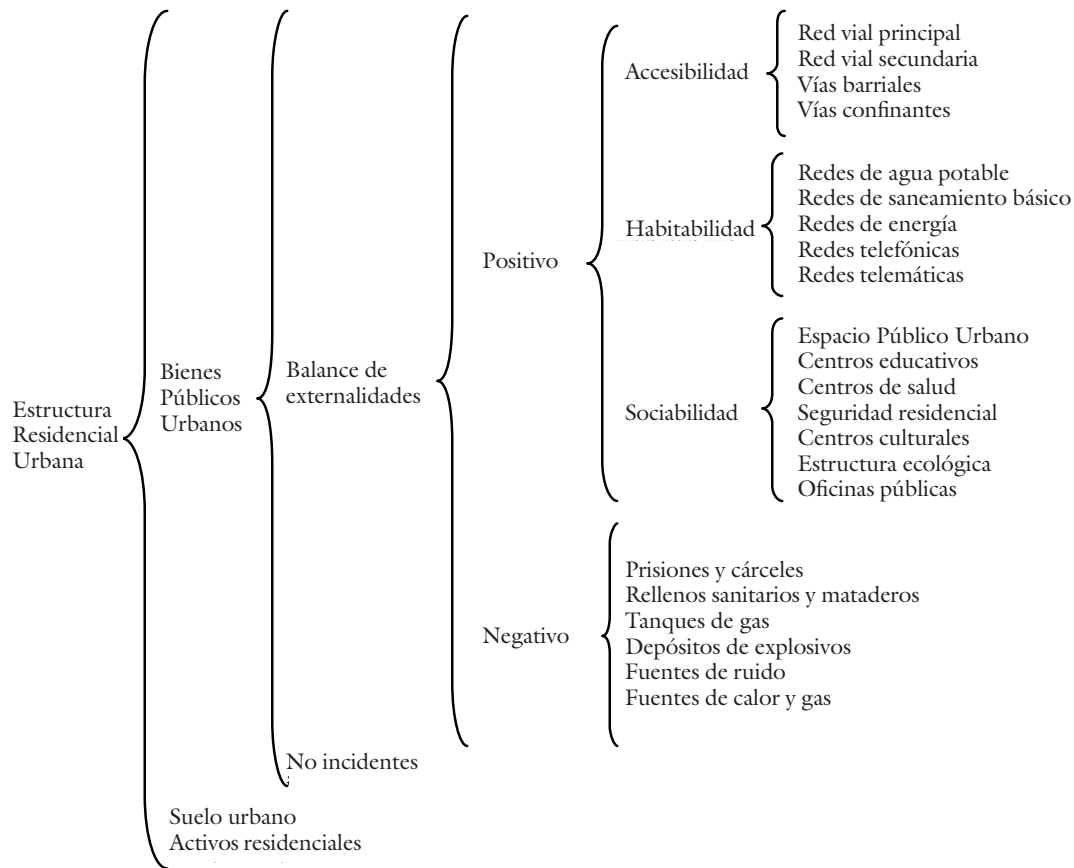 Estructura
Residencial
Urbana
Bienes
Públicos
Urbanos
Balance de
externalidades
Positivo
Accesibilidad
Red vial principal
Red vial secundaria
Vías barriales
Vías confinantes
Habitabilidad
Redes de agua potable
Redes de saneamiento básico
Redes de energía
Redes telefónicas
Redes telemáticas
Sociabilidad
Espacio Público Urbano
Centros educativos
Centros de salud
Seguridad residencial
Centros culturales
Estructura ecológica
Oficinas públicas
Negativo
Prisiones y cárceles
Rellenos sanitarios y mataderos
Tanques de gas
Depósitos de explosivos
Fuentes de ruido
Fuentes de calor y gas
No incidentes
Suelo urbano
Activos residenciales